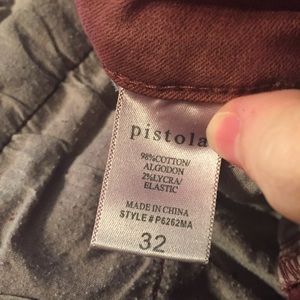 pistola
98%COTTON/
ALGODON
2%LYCRA/
ELASTIC
MADE IN CHINA
STYLE # P6262MA
32